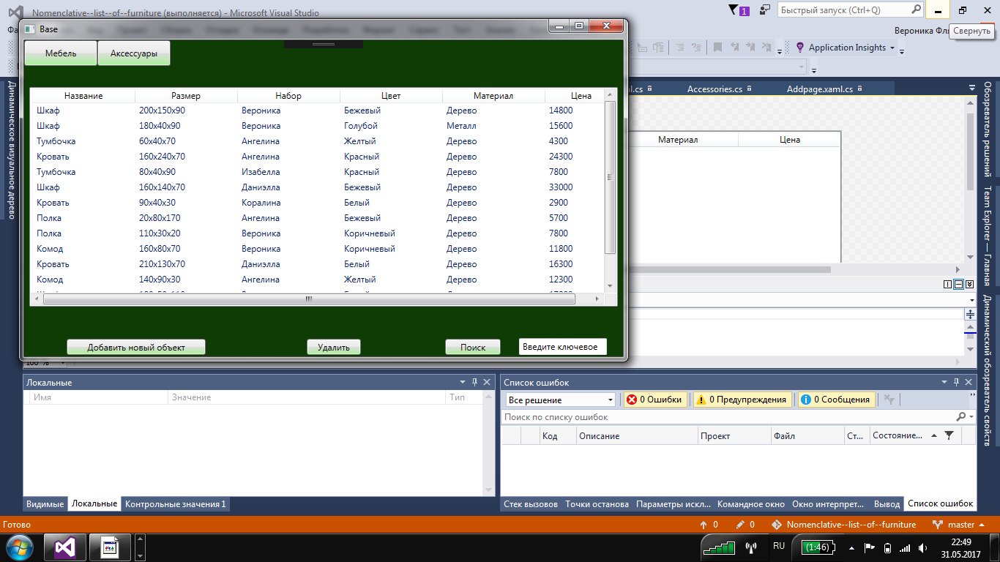 Nomenclative--list--of--furniture (выполняется) - Microsoft Visual Studio
1
Быстрый запуск (Ctrl+Q)
Вероника Фля
Свернуть
Base
Мебель Аксессуары
Application Insights
Accessories.cs Addpage.xaml.cs
Динамическое визуальное дерево
Название Размер Набор Цвет Материал Цена
Шкаф 200x150x90 Вероника Бежевый Дерево 14800
Шкаф 180x40x90 Вероника Голубой Металл 15600
Тумбочка 60x40x70 Ангелина Желтый Дерево 4300
Кровать 160x240x70 Ангелина Красный Дерево 24300
Тумбочка 80x40x90 Изабелла Красный Дерево 7800
Шкаф 160x140x70 Даниэлла Бежевый Дерево 33000
Кровать 90x40x30 Коралина Белый Дерево 2900
Полка 20x80x170 Ангелина Бежевый Дерево 5700
Полка 110x30x20 Вероника Коричневый Дерево 7800
Комод 160x80x70 Вероника Коричневый Дерево 11800
Кровать 210x130x70 Даниэлла Белый Дерево 16300
Комод 140x90x30 Ангелина Желтый Дерево 12300
Добавить новый объект Удалить Поиск Введите ключевое
Материал Цена
Обозреватель решений
Team Explorer — Главная
Динамический обозреватель свойств
100 %
Локальные
Имя Значение Тип
Видимые Локальные Контрольные значения 1
Список ошибок
Все решение 0 Ошибки 0 Предупреждения 0 Сообщения
Поиск по списку ошибок
Код Описание Проект Файл Ст... Состояние...
Стек вызовов Точки останова Параметры искл... Командное окно Окно интерпрет... Вывод Список ошибок
Готово 0 0 Nomenclative--list--of--furniture master
RU (1:46) 22:49
31.05.2017